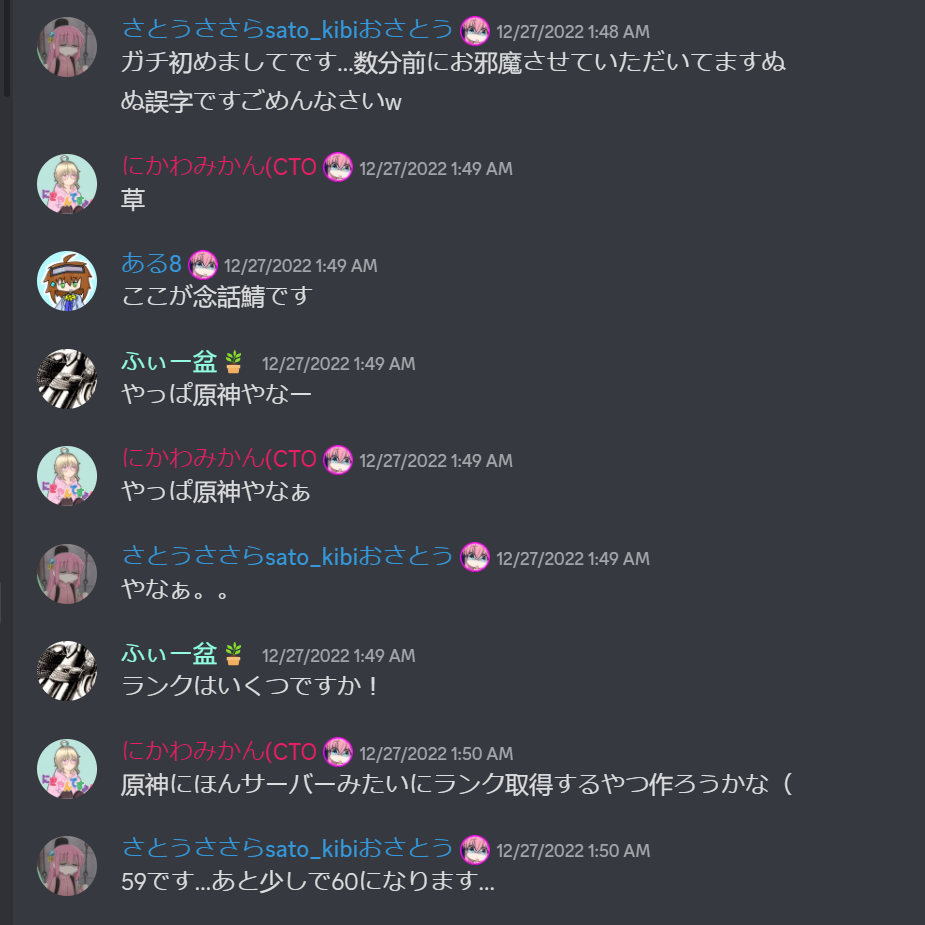 さとうささらsato_kibiおさとう 12/27/2022 1:48 AM
ガチ初めましてです...数分前にお邪魔させていただいてますぬ
ぬ誤字ですごめんなさいw
にかわみかん(CTO 12/27/2022 1:49 AM
草
ある8 12/27/2022 1:49 AM
ここが念話鯖です
ふぃー盆🪴 12/27/2022 1:49 AM
やっぱ原神やなー
にかわみかん(CTO 12/27/2022 1:49 AM
やっぱ原神やなぁ
さとうささらsato_kibiおさとう 12/27/2022 1:49 AM
やなぁ。。
ふぃー盆🪴 12/27/2022 1:49 AM
ランクはいくつですか！
にかわみかん(CTO 12/27/2022 1:50 AM
原神にほんサーバーみたいにランク取得するやつ作ろうかな（
さとうささらsato_kibiおさとう 12/27/2022 1:50 AM
59です...あと少しで60になります...